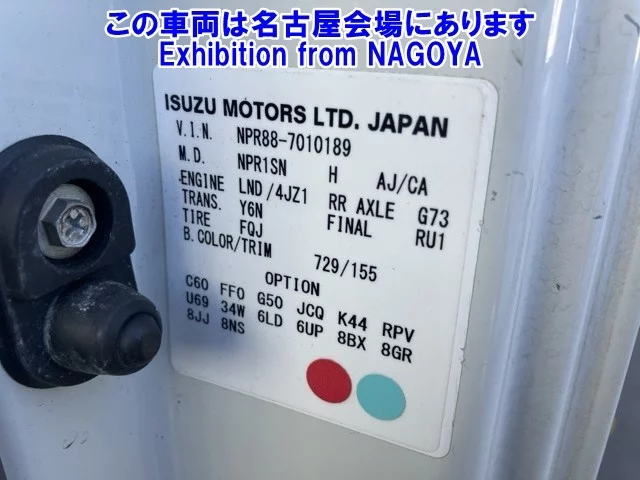 この車両は名古屋会場にあります
Exhibition from NAGOYA
ISUZU MOTORS LTD. JAPAN
V.I.N. NPR88-7010189
M.D. NPR1SN H AJ/CA
ENGINE LND/4JZ1 RR AXLE G73
TRANS. Y6N FINAL RU1
TIRE FQJ
B.COLOR/TRIM 729/155
OPTION
C60 FF0 G50 JCQ K44 RPV
U69 34W 6LD 6UP 8BX 8GR
8JJ 8NS